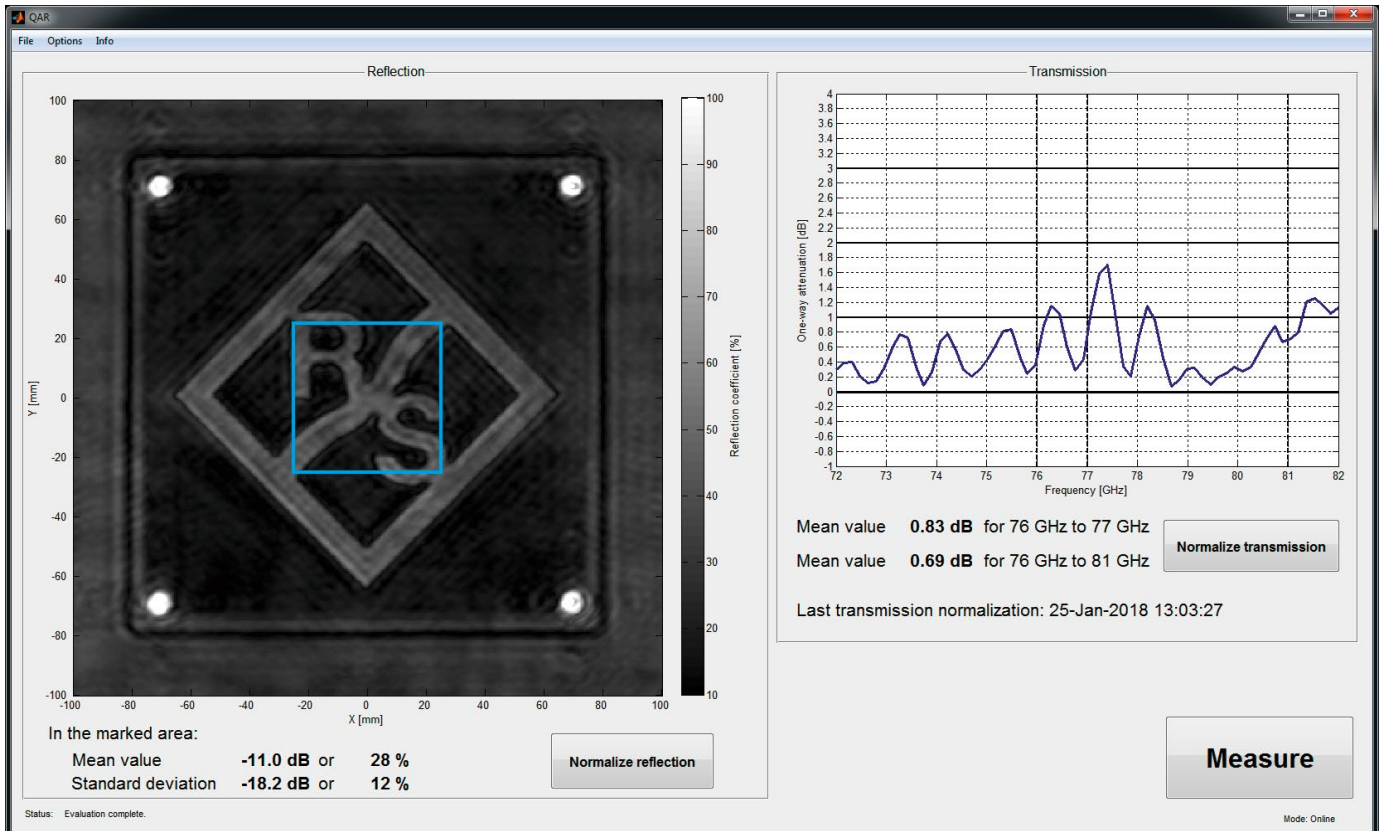 QAR
File Options Info
Reflection
100
80
60
40
20
0
-20
-40
-60
-80
-100
Y [mm]
-100 -80 -60 -40 -20 0 20 40 60 80 100
X [mm]
R
S
100
90
80
70
60
50
40
30
20
10
Reflection coefficient [%]
In the marked area:
Mean value -11.0 dB or 28 %
Standard deviation -18.2 dB or 12 %
Normalize reflection
Transmission
4
3.8
3.6
3.4
3.2
3
2.8
2.6
2.4
2.2
2
1.8
1.6
1.4
1.2
1
0.8
0.6
0.4
0.2
0
-0.2
-0.4
-0.6
-0.8
-1
One-way attenuation [dB]
72 73 74 75 76 77 78 79 80 81 82
Frequency [GHz]
Mean value 0.83 dB for 76 GHz to 77 GHz
Mean value 0.69 dB for 76 GHz to 81 GHz
Normalize transmission
Last transmission normalization: 25-Jan-2018 13:03:27
Measure
Status: Evaluation complete.
Mode: Online